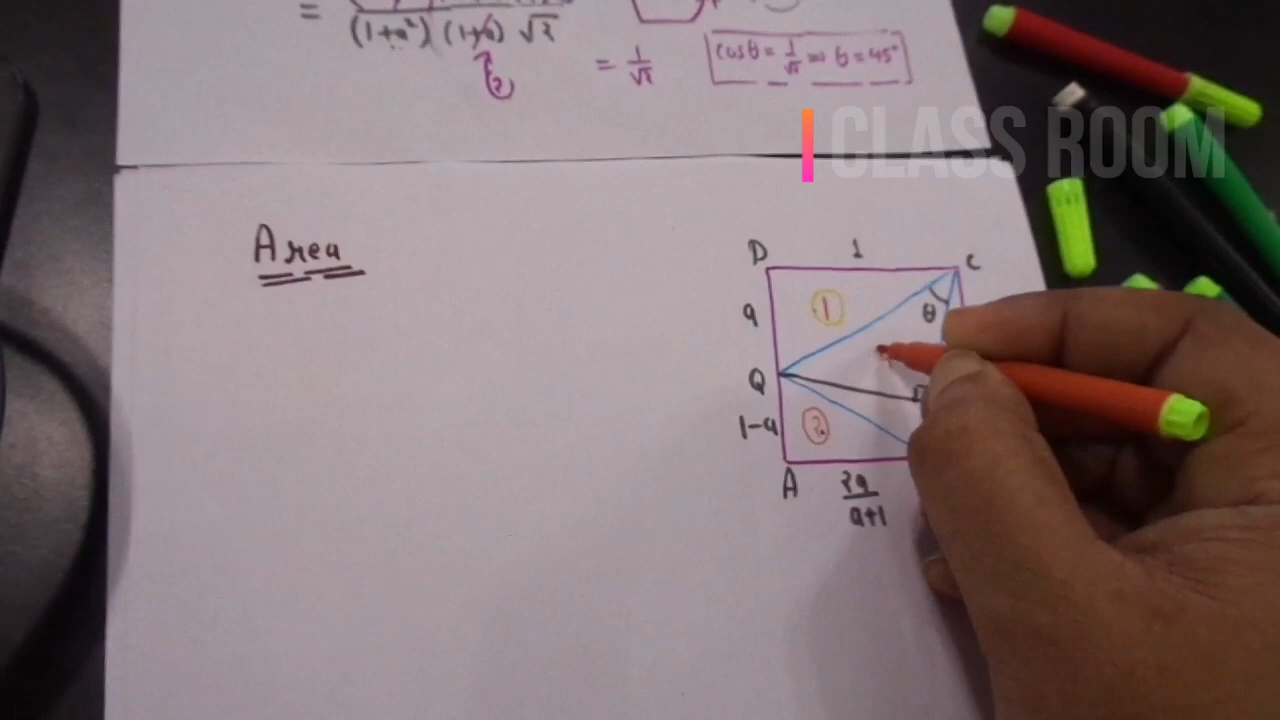 =
(1+a²) (1+a) √2
2
= 1/√2
cosθ = 1/√2 ⇒ θ = 45°
CLASS ROOM
Area
D 1 C
a 1 θ
Q
1-a 2
A 2a/a+1